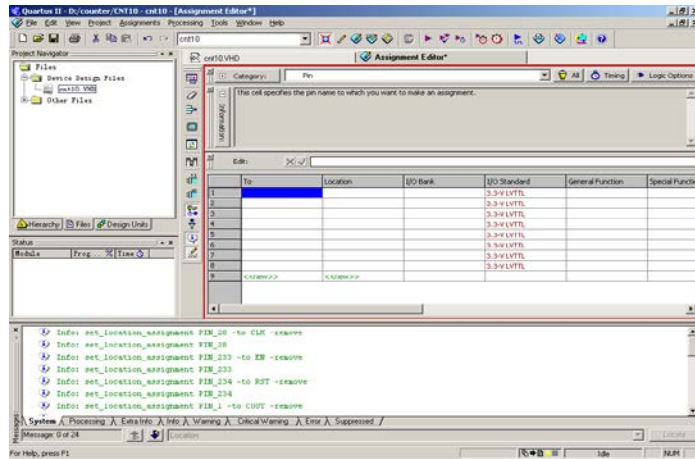 Quartus II - D:/counter/CNT10 - cnt10 - [Assignment Editor*]
File Edit View Project Assignments Processing Tools Window Help
cnt10
Project Navigator
Files
Device Design Files
cnt10.VHD
Other Files
Hierarchy Files Design Units
Status
Module Prog... % Time
cnt10.VHD
Assignment Editor*
Category: Pin All Timing Logic Options
Information:
This cell specifies the pin name to which you want to make an assignment.
Edit:
To Location I/O Bank I/O Standard General Function Special Functi
1 3.3-V LVTTL
2 3.3-V LVTTL
3 3.3-V LVTTL
4 3.3-V LVTTL
5 3.3-V LVTTL
6 3.3-V LVTTL
7 3.3-V LVTTL
8 3.3-V LVTTL
9 <<new>> <<new>>
Info: set_location_assignment PIN_28 -to CLK -remove
Info: set_location_assignment PIN_28
Info: set_location_assignment PIN_233 -to EN -remove
Info: set_location_assignment PIN_233
Info: set_location_assignment PIN_234 -to RST -remove
Info: set_location_assignment PIN_234
Info: set_location_assignment PIN_1 -to COUT -remove
Messages
System Processing Extra Info Info Warning Critical Warning Error Suppressed
Message: 0 of 24 Location Locate
For Help, press F1 Idle NUM